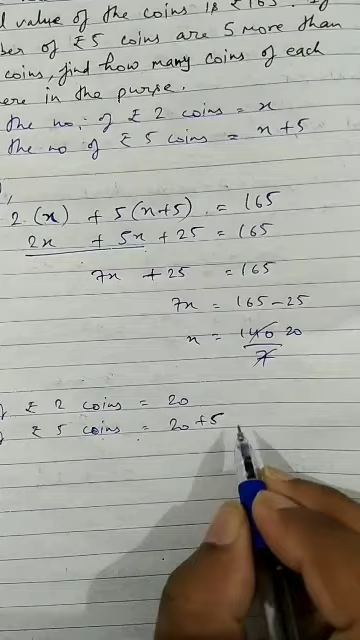 value of the coins is ₹165. If
ber of ₹5 coins are 5 more than
coins, find how many coins of each
ere in the purse.
the no. of ₹ 2 coins = x
the no of ₹ 5 coins = x+5
2(x) + 5(x+5) = 165
2x + 5x + 25 = 165
7x + 25 = 165
7x = 165-25
x = 140 20
7
₹ 2 coins = 20
₹ 5 coins = 20 +5